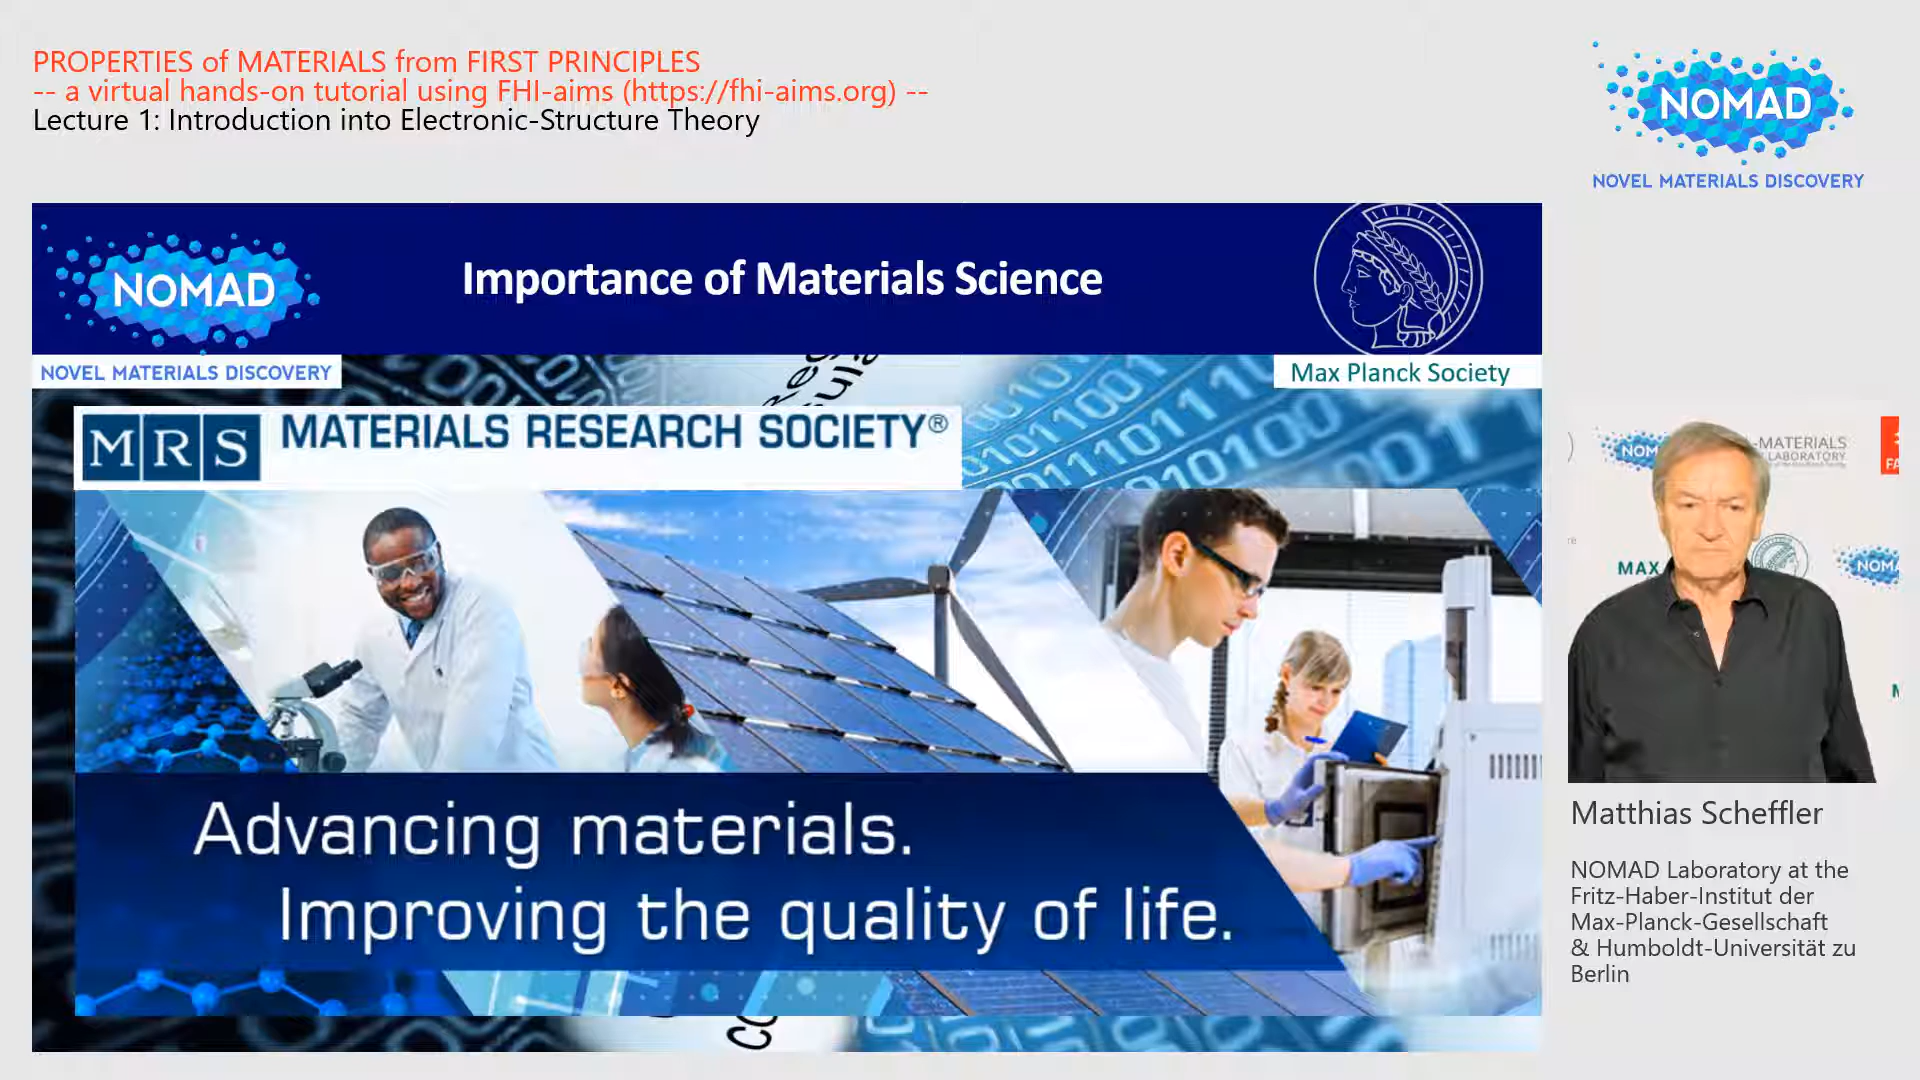 PROPERTIES of MATERIALS from FIRST PRINCIPLES
-- a virtual hands-on tutorial using FHI-aims (https://fhi-aims.org) --
Lecture 1: Introduction into Electronic-Structure Theory
NOMAD
NOVEL MATERIALS DISCOVERY
NOMAD
NOVEL MATERIALS DISCOVERY
Importance of Materials Science
Max Planck Society
MRS
MATERIALS RESEARCH SOCIETY®
Advancing materials.
Improving the quality of life.
-MATERIALS
LABORATORY
MAX
Matthias Scheffler
NOMAD Laboratory at the
Fritz-Haber-Institut der
Max-Planck-Gesellschaft
& Humboldt-Universität zu
Berlin